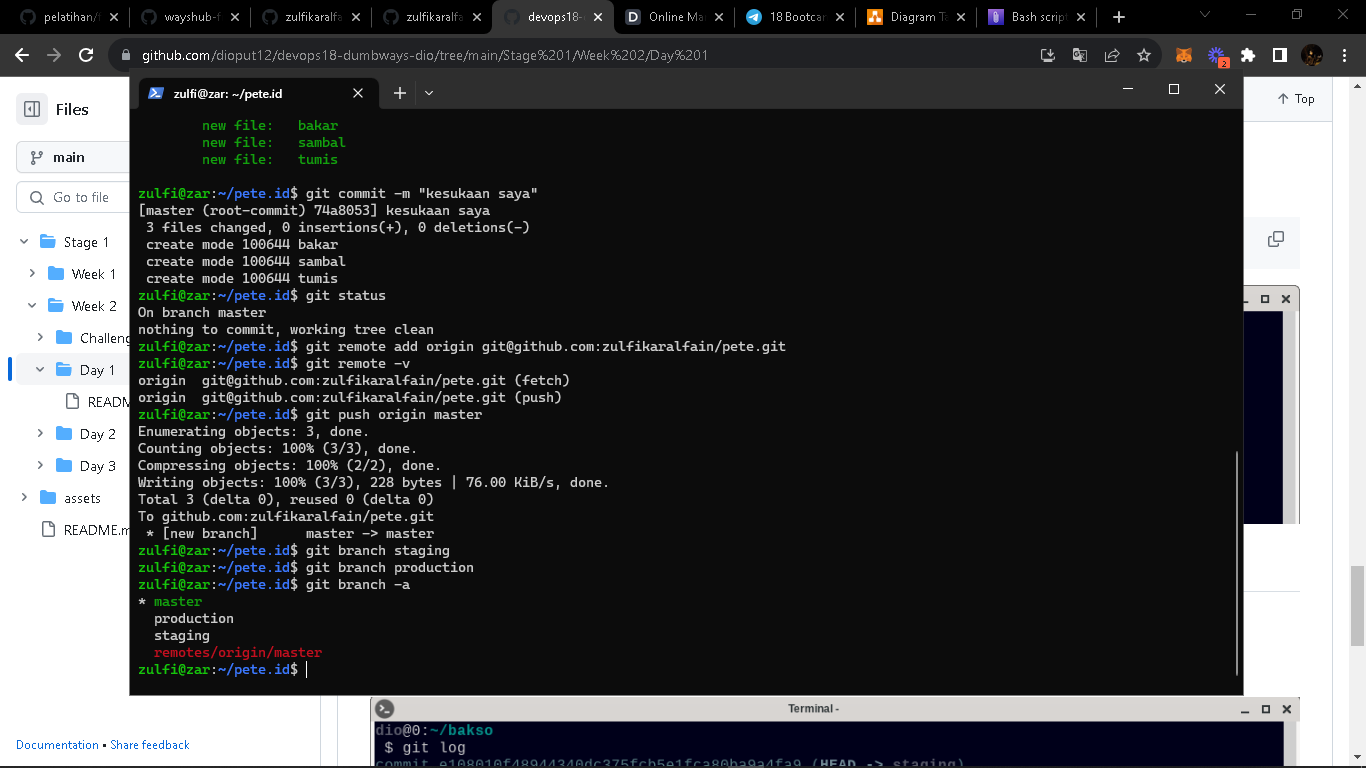 pelatihan/f
wayshub-f
zulfikaralfa
zulfikaralfa
devops18-
Online Ma
18 Bootcar
Diagram Ta
Bash script
github.com/dioput12/devops18-dumbways-dio/tree/main/Stage%201/Week%202/Day%201
2
Files
Top
main
Go to file
Stage 1
Week 1
Week 2
Challeng
Day 1
READM
Day 2
Day 3
assets
README.m
Documentation • Share feedback
zulfi@zar: ~/pete.id
new file:   bakar
new file:   sambal
new file:   tumis
zulfi@zar:~/pete.id$ git commit -m "kesukaan saya"
[master (root-commit) 74a8053] kesukaan saya
 3 files changed, 0 insertions(+), 0 deletions(-)
 create mode 100644 bakar
 create mode 100644 sambal
 create mode 100644 tumis
zulfi@zar:~/pete.id$ git status
On branch master
nothing to commit, working tree clean
zulfi@zar:~/pete.id$ git remote add origin git@github.com:zulfikaralfain/pete.git
zulfi@zar:~/pete.id$ git remote -v
origin  git@github.com:zulfikaralfain/pete.git (fetch)
origin  git@github.com:zulfikaralfain/pete.git (push)
zulfi@zar:~/pete.id$ git push origin master
Enumerating objects: 3, done.
Counting objects: 100% (3/3), done.
Compressing objects: 100% (2/2), done.
Writing objects: 100% (3/3), 228 bytes | 76.00 KiB/s, done.
Total 3 (delta 0), reused 0 (delta 0)
To github.com:zulfikaralfain/pete.git
 * [new branch]      master -> master
zulfi@zar:~/pete.id$ git branch staging
zulfi@zar:~/pete.id$ git branch production
zulfi@zar:~/pete.id$ git branch -a
* master
  production
  staging
  remotes/origin/master
zulfi@zar:~/pete.id$
Terminal -
dio@0:~/bakso
$ git log
commit e108010f48944340dc375fcb5e1fca80ba9a4fa9 (HEAD -> staging)